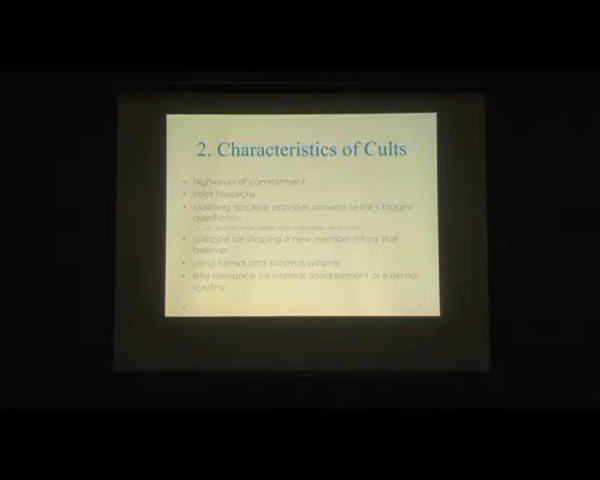 2. Characteristics of Cults
• high-level of commitment
• strict hierarchy
• claiming doctrine provides answers to life's biggest
questions
• a recipe for shaping a new member into a true
believer
• using formal and informal systems
• little tolerance for internal disagreement or external
scrutiny